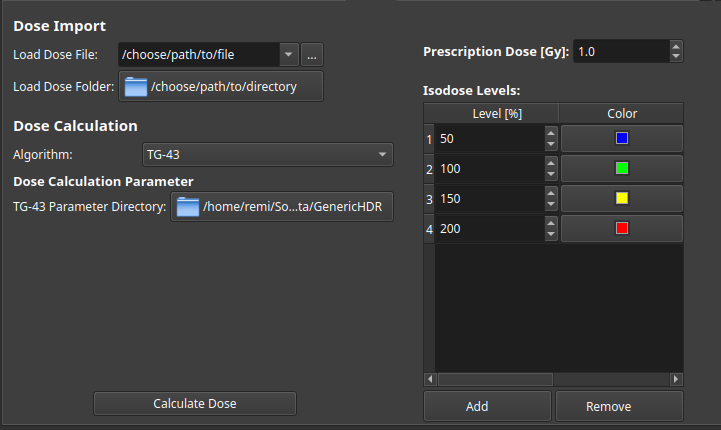 Dose Import
Load Dose File: /choose/path/to/file ...
Load Dose Folder: /choose/path/to/directory
Dose Calculation
Algorithm: TG-43
Dose Calculation Parameter
TG-43 Parameter Directory: /home/remi/So...ta/GenericHDR
Calculate Dose
Prescription Dose [Gy]: 1.0
Isodose Levels:
Level [%] Color
1 50
2 100
3 150
4 200
Add Remove